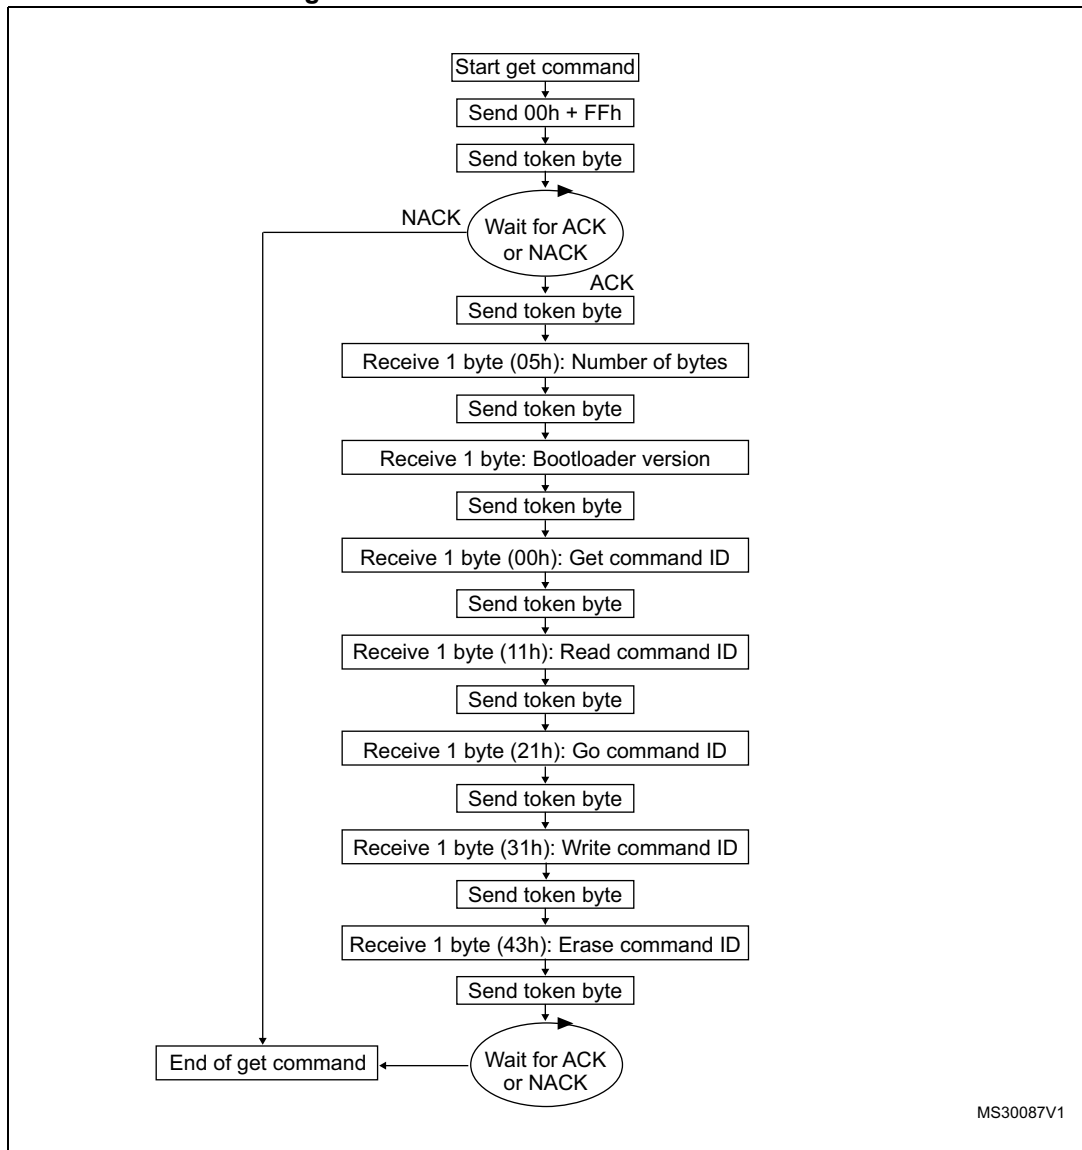 Start get command
Send 00h + FFh
Send token byte
NACK
Wait for ACK
or NACK
ACK
Send token byte
Receive 1 byte (05h): Number of bytes
Send token byte
Receive 1 byte: Bootloader version
Send token byte
Receive 1 byte (00h): Get command ID
Send token byte
Receive 1 byte (11h): Read command ID
Send token byte
Receive 1 byte (21h): Go command ID
Send token byte
Receive 1 byte (31h): Write command ID
Send token byte
Receive 1 byte (43h): Erase command ID
Send token byte
End of get command
Wait for ACK
or NACK
MS30087V1